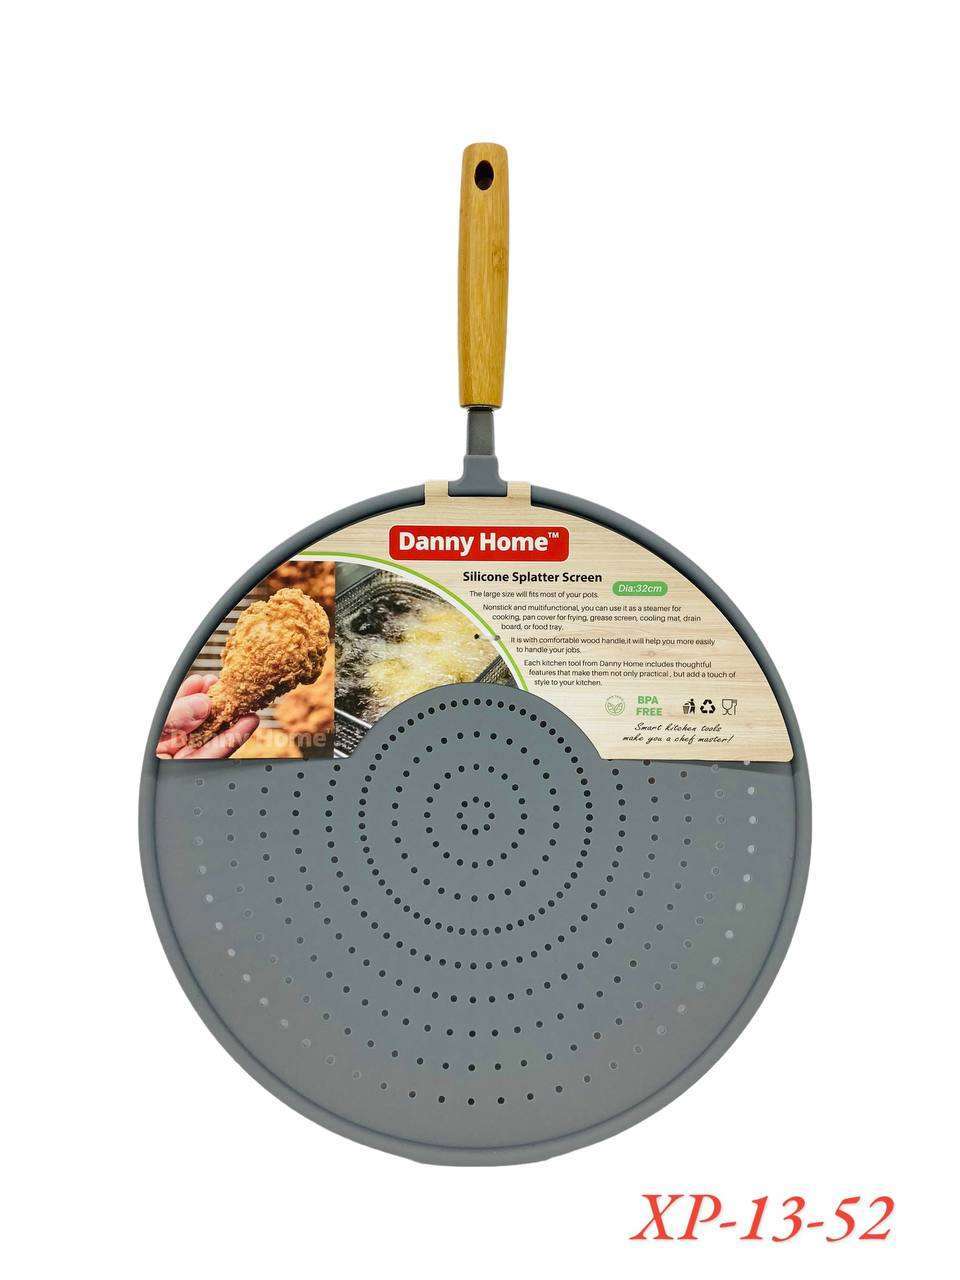 Danny Home™
Silicone Splatter Screen
The large size will fits most of your pots.
Dia:32cm
Nonstick and multifunctional, you can use it as a steamer for
cooking, pan cover for frying, grease screen, cooling mat, drain
board, or food tray.
It is with comfortable wood handle,it will help you more easily
to handle your jobs.
Each kitchen tool from Danny Home includes thoughtful
features that make them not only practical , but add a touch of
style to your kitchen.
BPA
FREE
Smart kitchen tools
make you a chef master!
Danny Home
XP-13-52